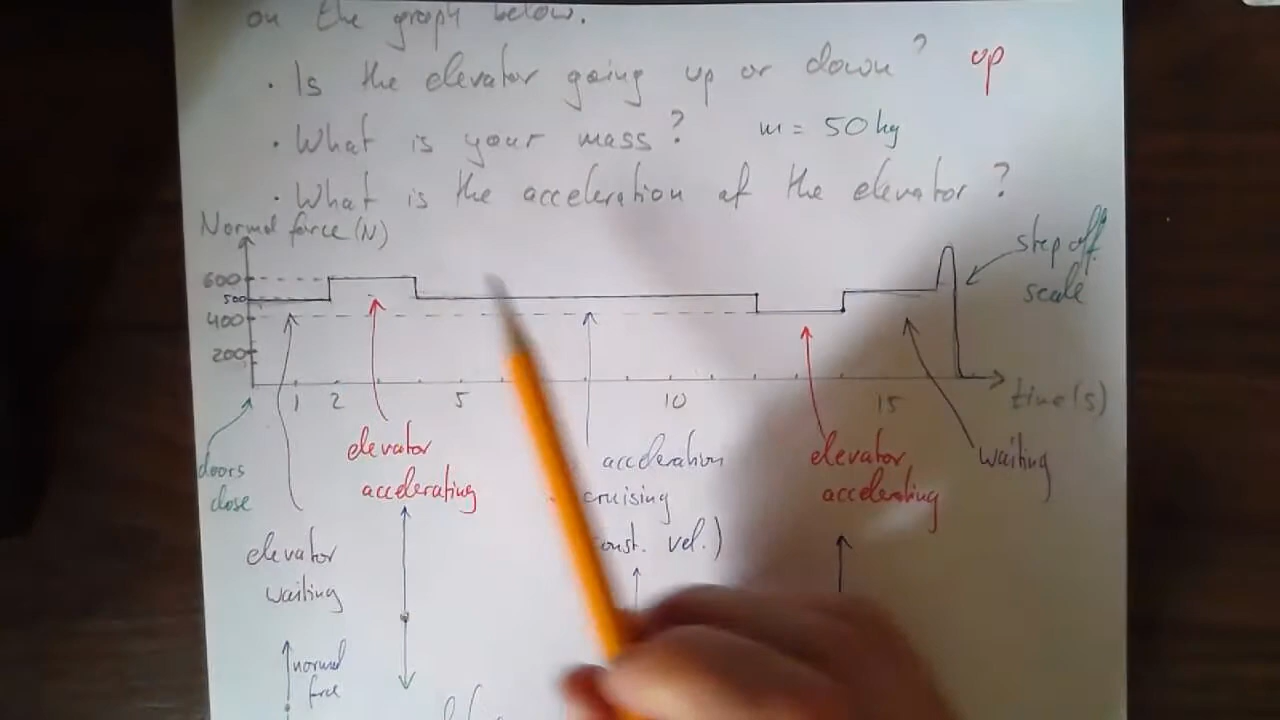 on the graph below.
· Is the elevator going up or down? up
· What is your mass? m = 50 kg
· What is the acceleration of the elevator?
Normal force (N)
step off
scale
600
500
400
200
1 2 5 10 15 time (s)
doors
close
elevator
accelerating
acceleration
cruising
const. vel.)
elevator
accelerating
waiting
elevator
waiting
normal
force